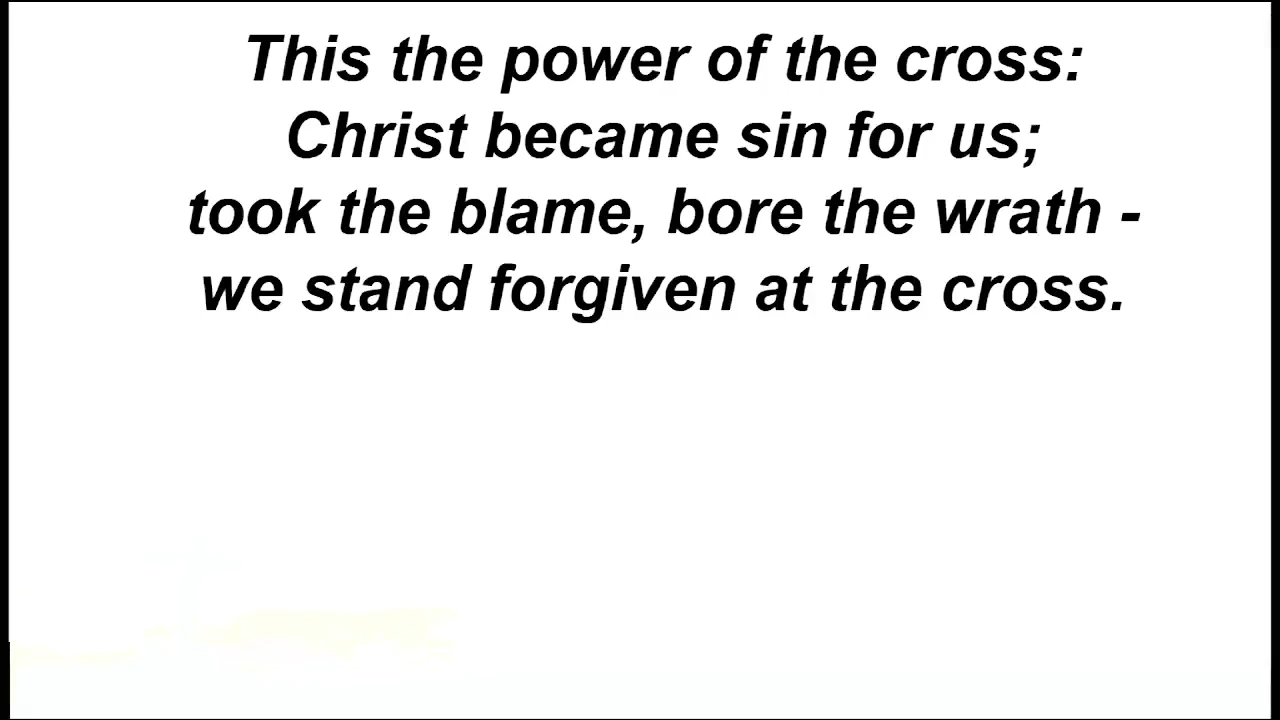 This the power of the cross:
Christ became sin for us;
took the blame, bore the wrath -
we stand forgiven at the cross.